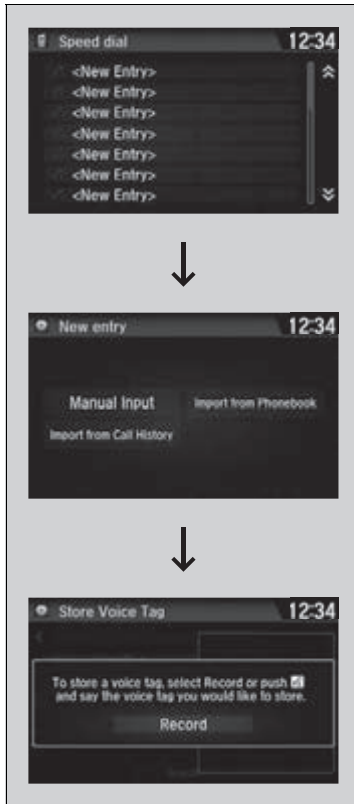 Speed dial 12:34
<New Entry>
<New Entry>
<New Entry>
<New Entry>
<New Entry>
<New Entry>
<New Entry>
New entry 12:34
Manual Input Import from Phonebook
Import from Call History
Store Voice Tag 12:34
To store a voice tag, select Record or push
and say the voice tag you would like to store.
Record